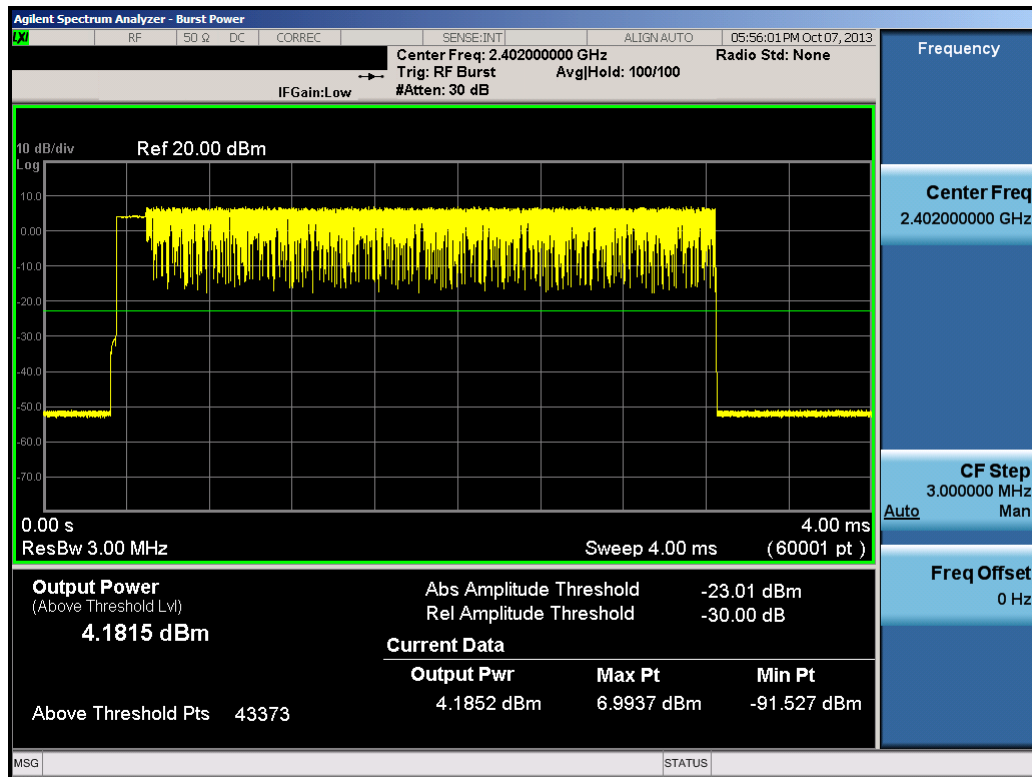 Agilent Spectrum Analyzer - Burst Power
LXI RF 50 Ω DC CORREC SENSE:INT ALIGN AUTO 05:56:01 PM Oct 07, 2013
Center Freq: 2.402000000 GHz Radio Std: None
Trig: RF Burst Avg|Hold: 100/100
IFGain:Low #Atten: 30 dB
Frequency
10 dB/div Ref 20.00 dBm
Log
10.0
0.00
-10.0
-20.0
-30.0
-40.0
-50.0
-60.0
-70.0
0.00 s 4.00 ms
ResBw 3.00 MHz Sweep 4.00 ms (60001 pt )
Center Freq
2.402000000 GHz
CF Step
3.000000 MHz
Auto Man
Freq Offset
0 Hz
Output Power
(Above Threshold Lvl)
4.1815 dBm
Above Threshold Pts 43373
Abs Amplitude Threshold -23.01 dBm
Rel Amplitude Threshold -30.00 dB
Current Data
Output Pwr Max Pt Min Pt
4.1852 dBm 6.9937 dBm -91.527 dBm
MSG STATUS